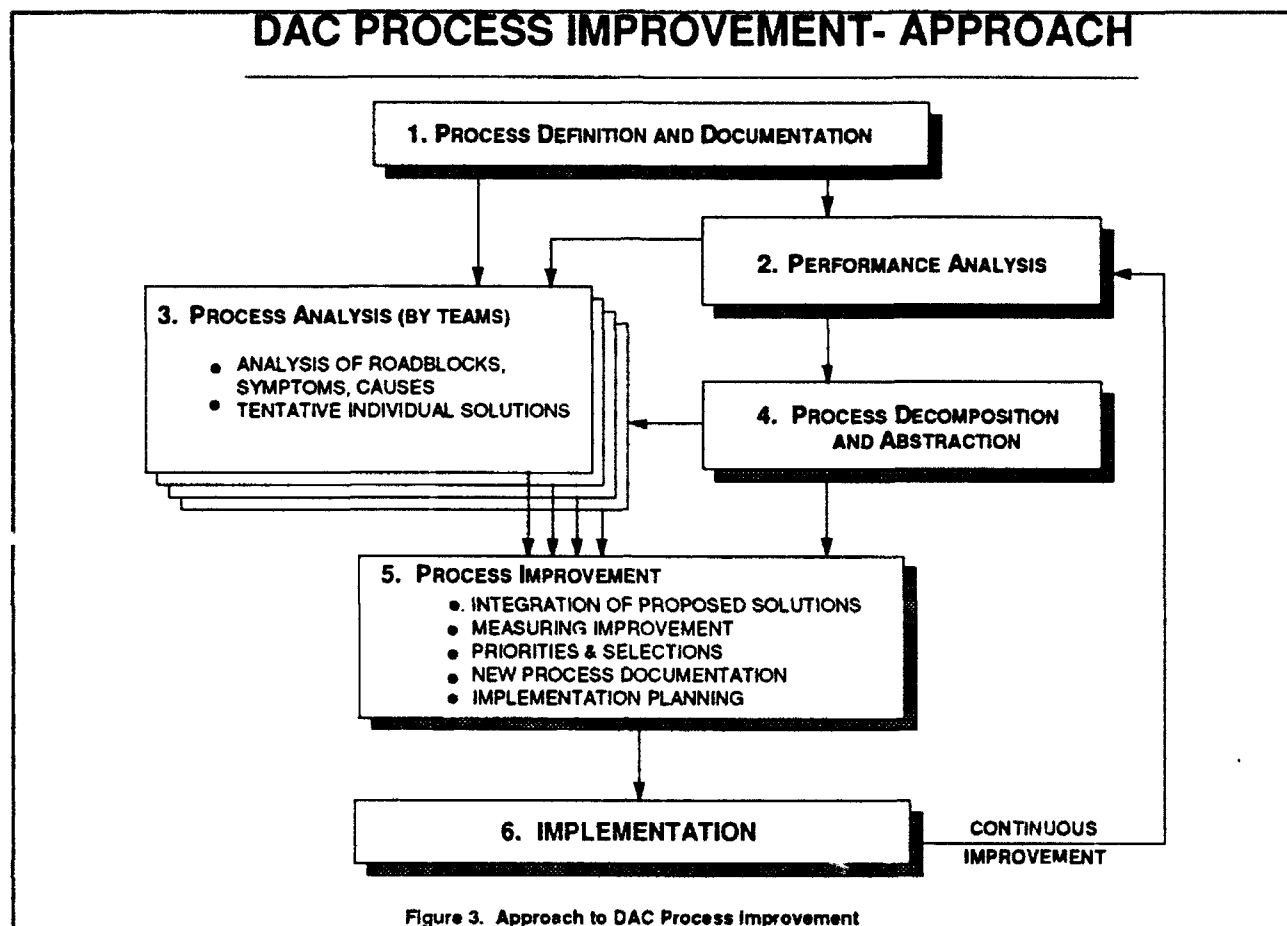 DAC PROCESS IMPROVEMENT- APPROACH
1. PROCESS DEFINITION AND DOCUMENTATION
2. PERFORMANCE ANALYSIS
3. PROCESS ANALYSIS (BY TEAMS)
● ANALYSIS OF ROADBLOCKS,
SYMPTOMS, CAUSES
● TENTATIVE INDIVIDUAL SOLUTIONS
4. PROCESS DECOMPOSITION
AND ABSTRACTION
5. PROCESS IMPROVEMENT
● INTEGRATION OF PROPOSED SOLUTIONS
● MEASURING IMPROVEMENT
● PRIORITIES & SELECTIONS
● NEW PROCESS DOCUMENTATION
● IMPLEMENTATION PLANNING
6. IMPLEMENTATION
CONTINUOUS
IMPROVEMENT
Figure 3. Approach to DAC Process Improvement